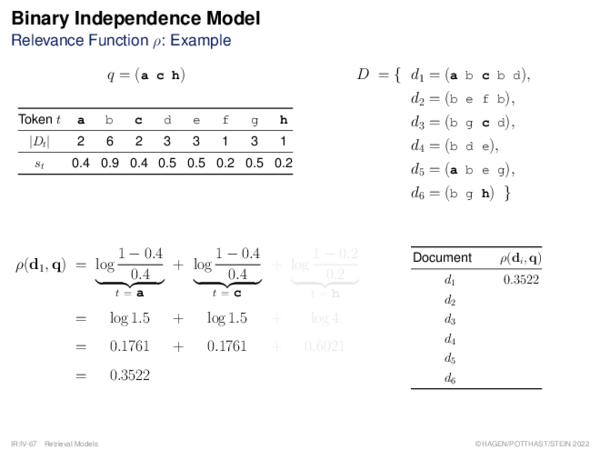 Binary Independence Model
Relevance Function ρ: Example
q = (a c h)
D = { d₁ = (a b c b d),
d₂ = (b e f b),
d₃ = (b g c d),
d₄ = (b d e),
d₅ = (a b e g),
d₆ = (b g h) }
Token t a b c d e f g h
|Dₜ| 2 6 2 3 3 1 3 1
sₜ 0.4 0.9 0.4 0.5 0.5 0.2 0.5 0.2
ρ(d₁, q) = log (1 − 0.4)/0.4 + log (1 − 0.4)/0.4 + log (1 − 0.2)/0.2
t = a t = c t = h
= log 1.5 + log 1.5 + log 4
= 0.1761 + 0.1761 + 0.6021
= 0.3522
Document ρ(dᵢ, q)
d₁ 0.3522
d₂
d₃
d₄
d₅
d₆
IR:IV-67 Retrieval Models
©HAGEN/POTTHAST/STEIN 2022